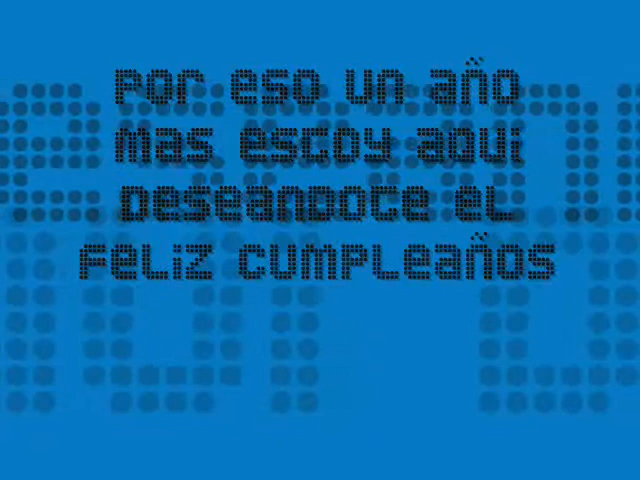 Por eso un año
mas estoy aqui
deseandote el
feliz cumpleaños